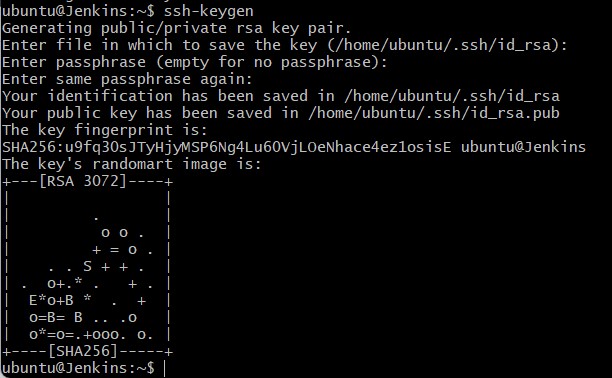 ubuntu@Jenkins:~$ ssh-keygen
Generating public/private rsa key pair.
Enter file in which to save the key (/home/ubuntu/.ssh/id_rsa):
Enter passphrase (empty for no passphrase):
Enter same passphrase again:
Your identification has been saved in /home/ubuntu/.ssh/id_rsa
Your public key has been saved in /home/ubuntu/.ssh/id_rsa.pub
The key fingerprint is:
SHA256:u9fq3OsJTyHjyMSP6Ng4Lu6OVjLOeNhace4ez1osisE ubuntu@Jenkins
The key's randomart image is:
+---[RSA 3072]----+
|                 |
|         .       |
|          o o .  |
|         + = o . |
|    . . S + + .  |
| .  o+.* .   + . |
|  E*o+B *  .  +  |
|  o=B= B .. .o   |
|  o*=o=.+ooo. o. |
+----[SHA256]-----+
ubuntu@Jenkins:~$